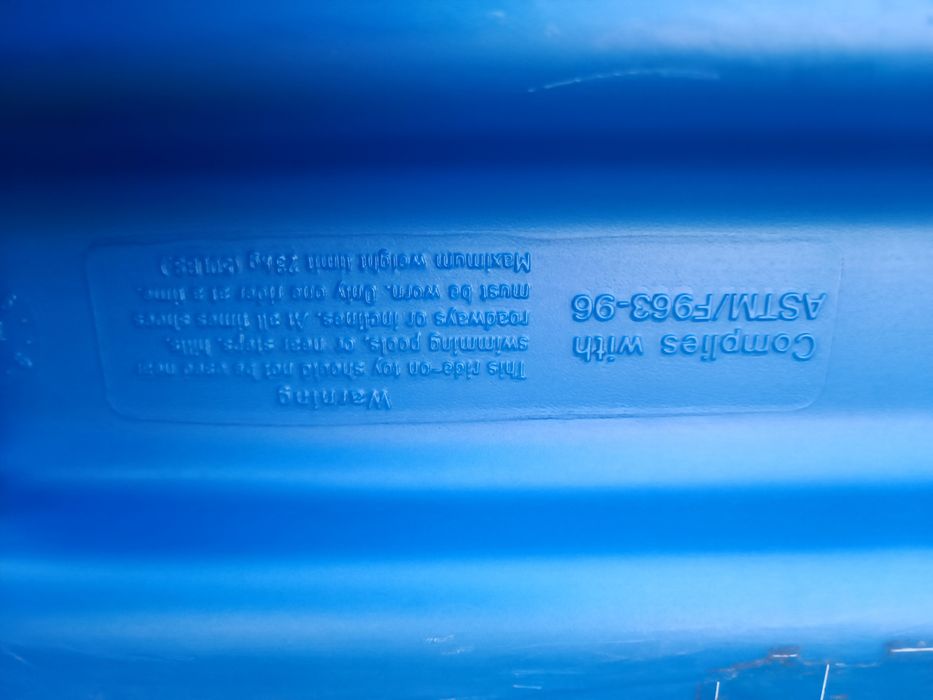 Complies with
ASTM/F963-96
Warning
This ride-on toy should not be used near
swimming pools, or near steps, hills,
roadways or inclines. At all times shoes
must be worn. Only one rider at a time.
Maximum weight limit 23kg